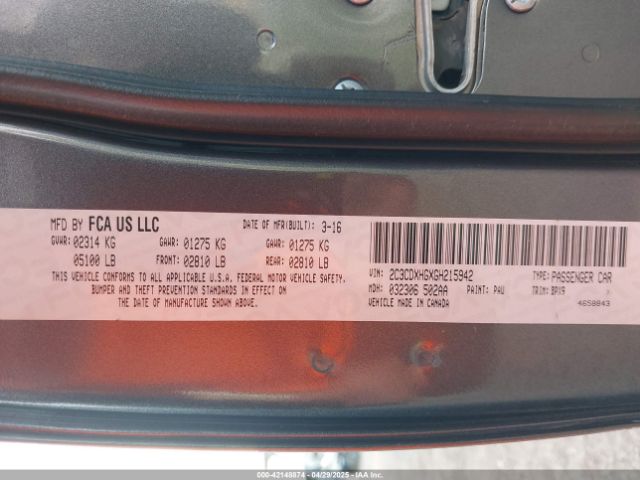 MFD BY FCA US LLC DATE OF MFR(BUILT): 3-16
GVWR: 02314 KG GAWR: 01275 KG GAWR: 01275 KG
05100 LB FRONT: 02810 LB REAR: 02810 LB
THIS VEHICLE CONFORMS TO ALL APPLICABLE U.S.A. FEDERAL MOTOR VEHICLE SAFETY,
BUMPER AND THEFT PREVENTION STANDARDS IN EFFECT ON
THE DATE OF MANUFACTURE SHOWN ABOVE.
VIN: 2C3CDXHGXGH215942 TYPE: PASSENGER CAR
MDH: 032306 502AA PAINT: PAU TRIM: BPX9
VEHICLE MADE IN CANADA 4658843
000-42148874 | 04/29/2025 | IAA, Inc.